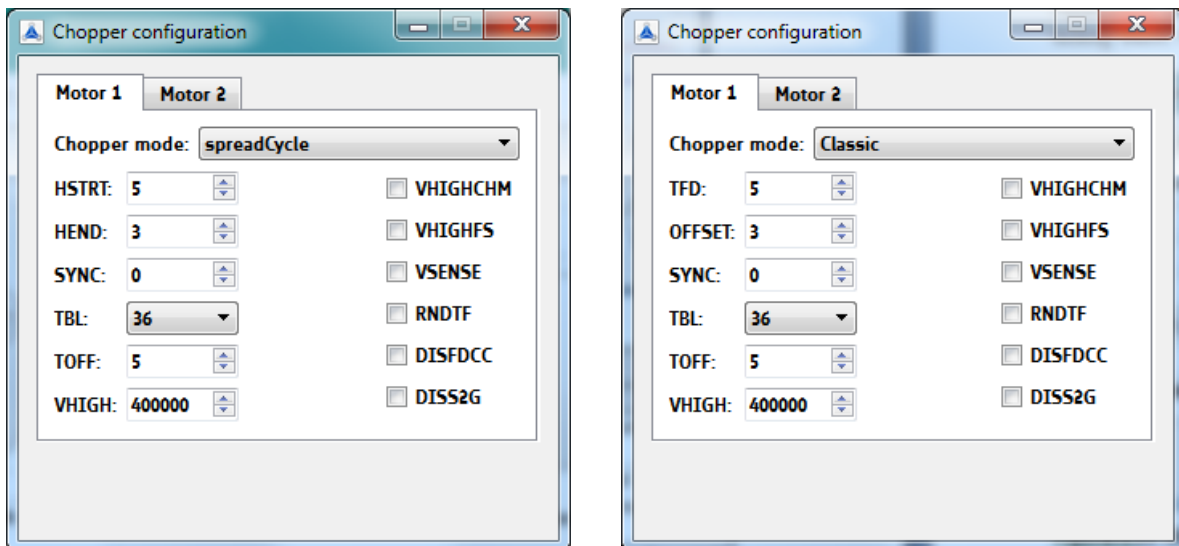 Chopper configuration
Motor 1 Motor 2
Chopper mode: spreadCycle
HSTRT: 5 VHIGHCHM
HEND: 3 VHIGHFS
SYNC: 0 VSENSE
TBL: 36 RNDTF
TOFF: 5 DISFDCC
VHIGH: 400000 DISS2G
Chopper configuration
Motor 1 Motor 2
Chopper mode: Classic
TFD: 5 VHIGHCHM
OFFSET: 3 VHIGHFS
SYNC: 0 VSENSE
TBL: 36 RNDTF
TOFF: 5 DISFDCC
VHIGH: 400000 DISS2G